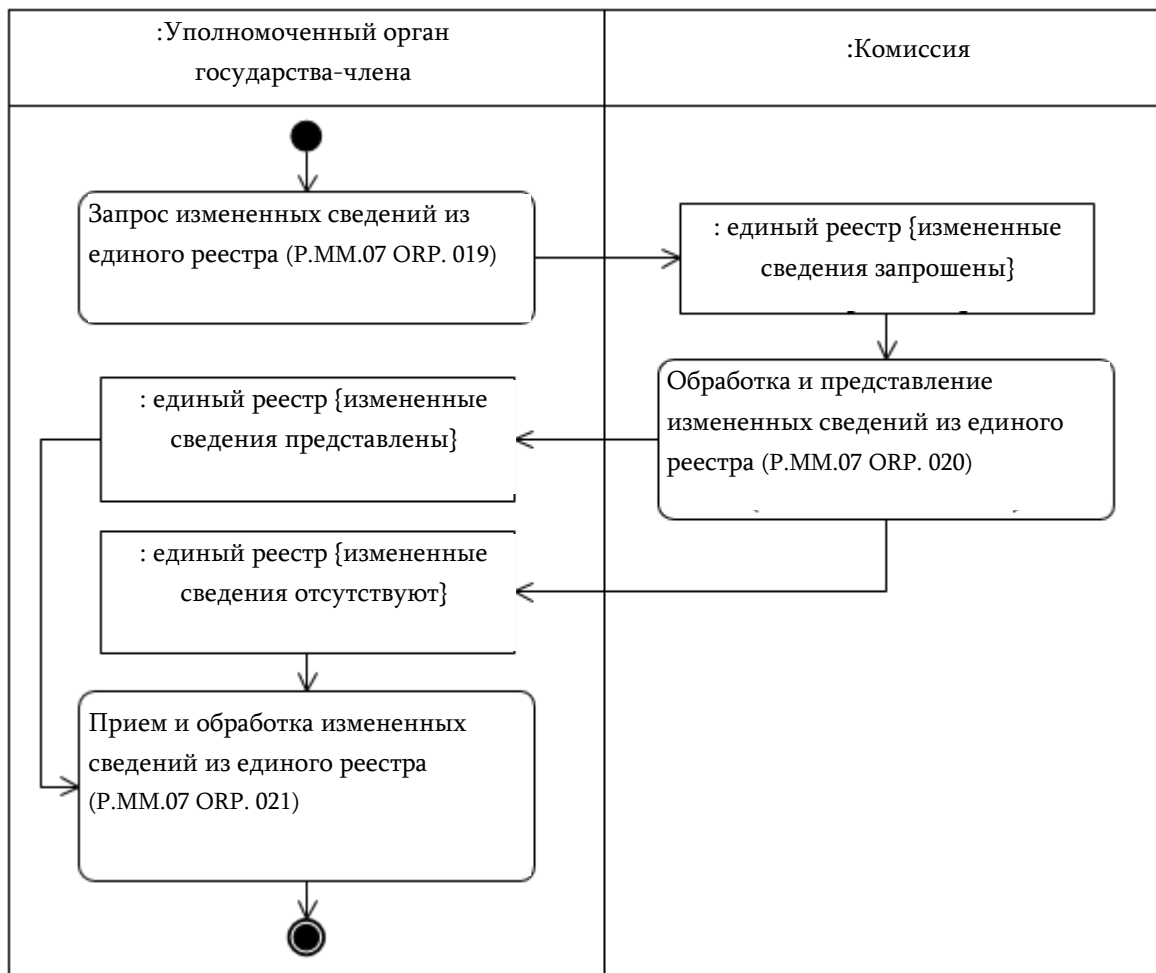 :Уполномоченный орган
государства-члена
:Комиссия
Запрос измененных сведений из
единого реестра (P.MM.07 ORP. 019)
: единый реестр {измененные
сведения запрошены}
Обработка и представление
измененных сведений из единого
реестра (P.MM.07 ORP. 020)
: единый реестр {измененные
сведения представлены}
: единый реестр {измененные
сведения отсутствуют}
Прием и обработка измененных
сведений из единого реестра
(P.MM.07 ORP. 021)